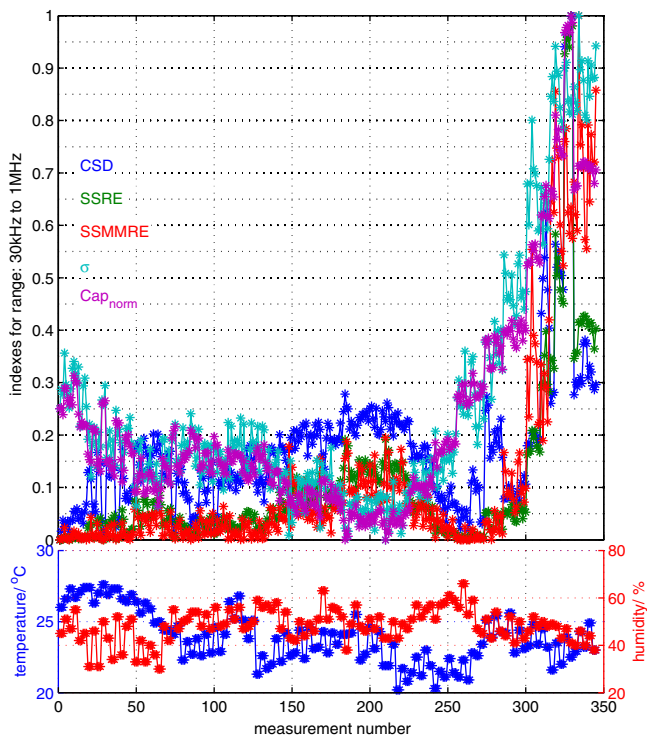 1
0.9
0.8
0.7
0.6
0.5
0.4
0.3
0.2
0.1
0
indexes for range: 30kHz to 1MHz
CSD
SSRE
SSMMRE
σ
Cap_norm
30
25
20
temperature/ °C
80
60
40
20
humidity/ %
0 50 100 150 200 250 300 350
measurement number